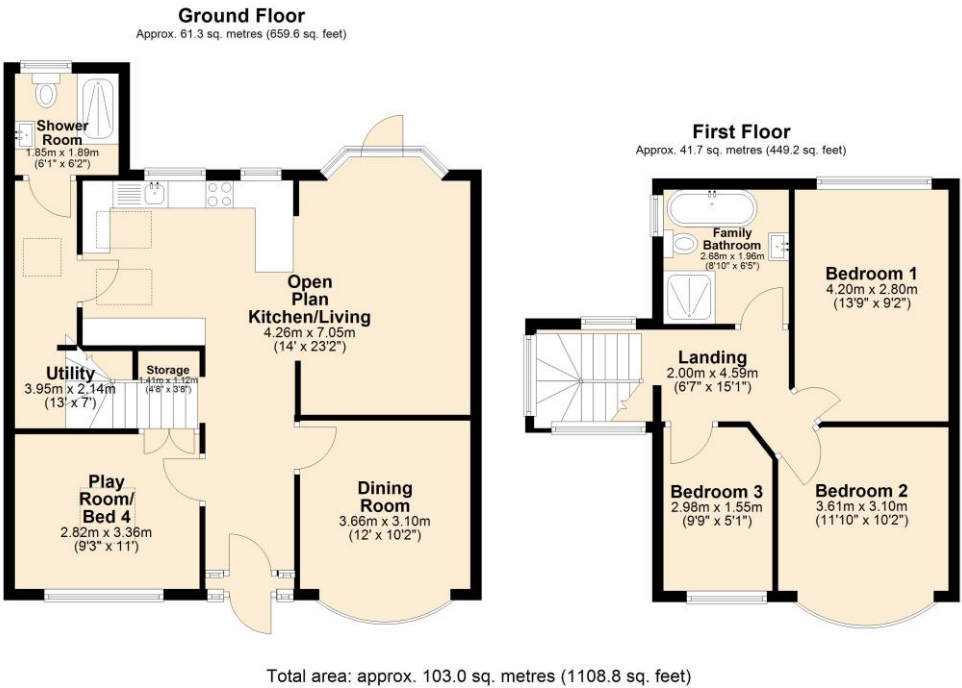 Ground Floor
Approx. 61.3 sq. metres (659.6 sq. feet)
Shower
Room
1.85m x 1.89m
(6'1" x 6'2")
Open
Plan
Kitchen/Living
4.26m x 7.05m
(14' x 23'2")
Utility
3.95m x 2.14m
(13' x 7')
Storage
1.41m x 1.12m
(4'8" x 3'8")
Play
Room/
Bed 4
2.82m x 3.36m
(9'3" x 11')
Dining
Room
3.66m x 3.10m
(12' x 10'2")
First Floor
Approx. 41.7 sq. metres (449.2 sq. feet)
Family
Bathroom
2.68m x 1.96m
(8'10" x 6'5")
Bedroom 1
4.20m x 2.80m
(13'9" x 9'2")
Landing
2.00m x 4.59m
(6'7" x 15'1")
Bedroom 3
2.98m x 1.55m
(9'9" x 5'1")
Bedroom 2
3.61m x 3.10m
(11'10" x 10'2")
Total area: approx. 103.0 sq. metres (1108.8 sq. feet)